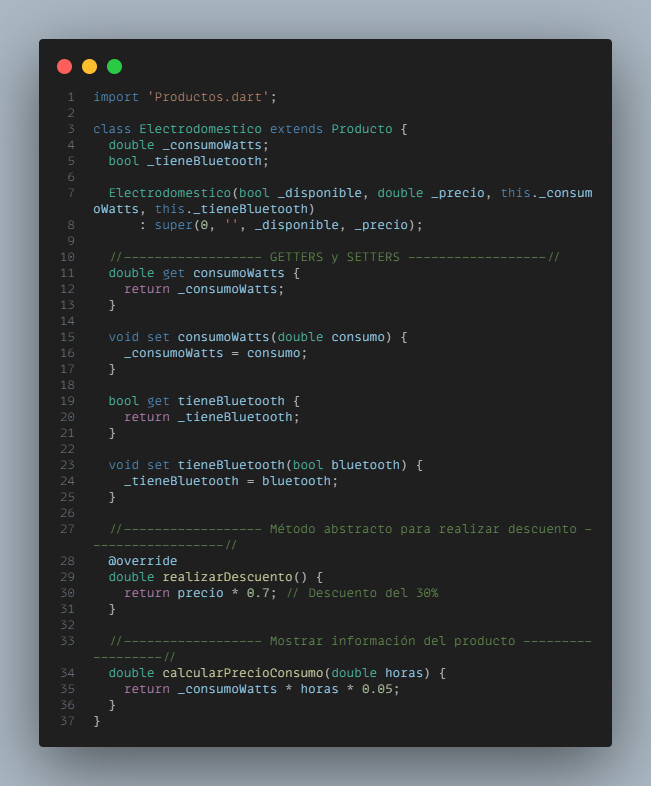 1 import 'Productos.dart';
2
3 class Electrodomestico extends Producto {
4   double _consumoWatts;
5   bool _tieneBluetooth;
6
7   Electrodomestico(bool _disponible, double _precio, this._consum
oWatts, this._tieneBluetooth)
8       : super(0, '', _disponible, _precio);
9
10   //------------------ GETTERS y SETTERS ------------------//
11   double get consumoWatts {
12     return _consumoWatts;
13   }
14
15   void set consumoWatts(double consumo) {
16     _consumoWatts = consumo;
17   }
18
19   bool get tieneBluetooth {
20     return _tieneBluetooth;
21   }
22
23   void set tieneBluetooth(bool bluetooth) {
24     _tieneBluetooth = bluetooth;
25   }
26
27   //------------------ Método abstracto para realizar descuento -
-----------------//
28   @override
29   double realizarDescuento() {
30     return precio * 0.7; // Descuento del 30%
31   }
32
33   //------------------ Mostrar información del producto ---------
---------//
34   double calcularPrecioConsumo(double horas) {
35     return _consumoWatts * horas * 0.05;
36   }
37 }